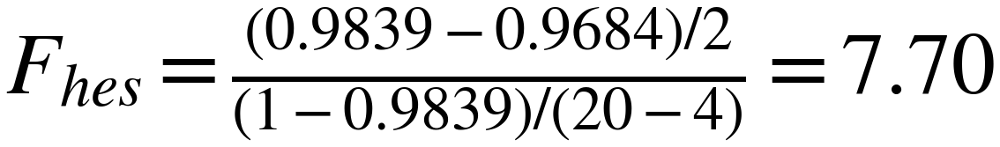 F_hes = ((0.9839 − 0.9684)/2) / ((1 − 0.9839)/(20 − 4)) = 7.70